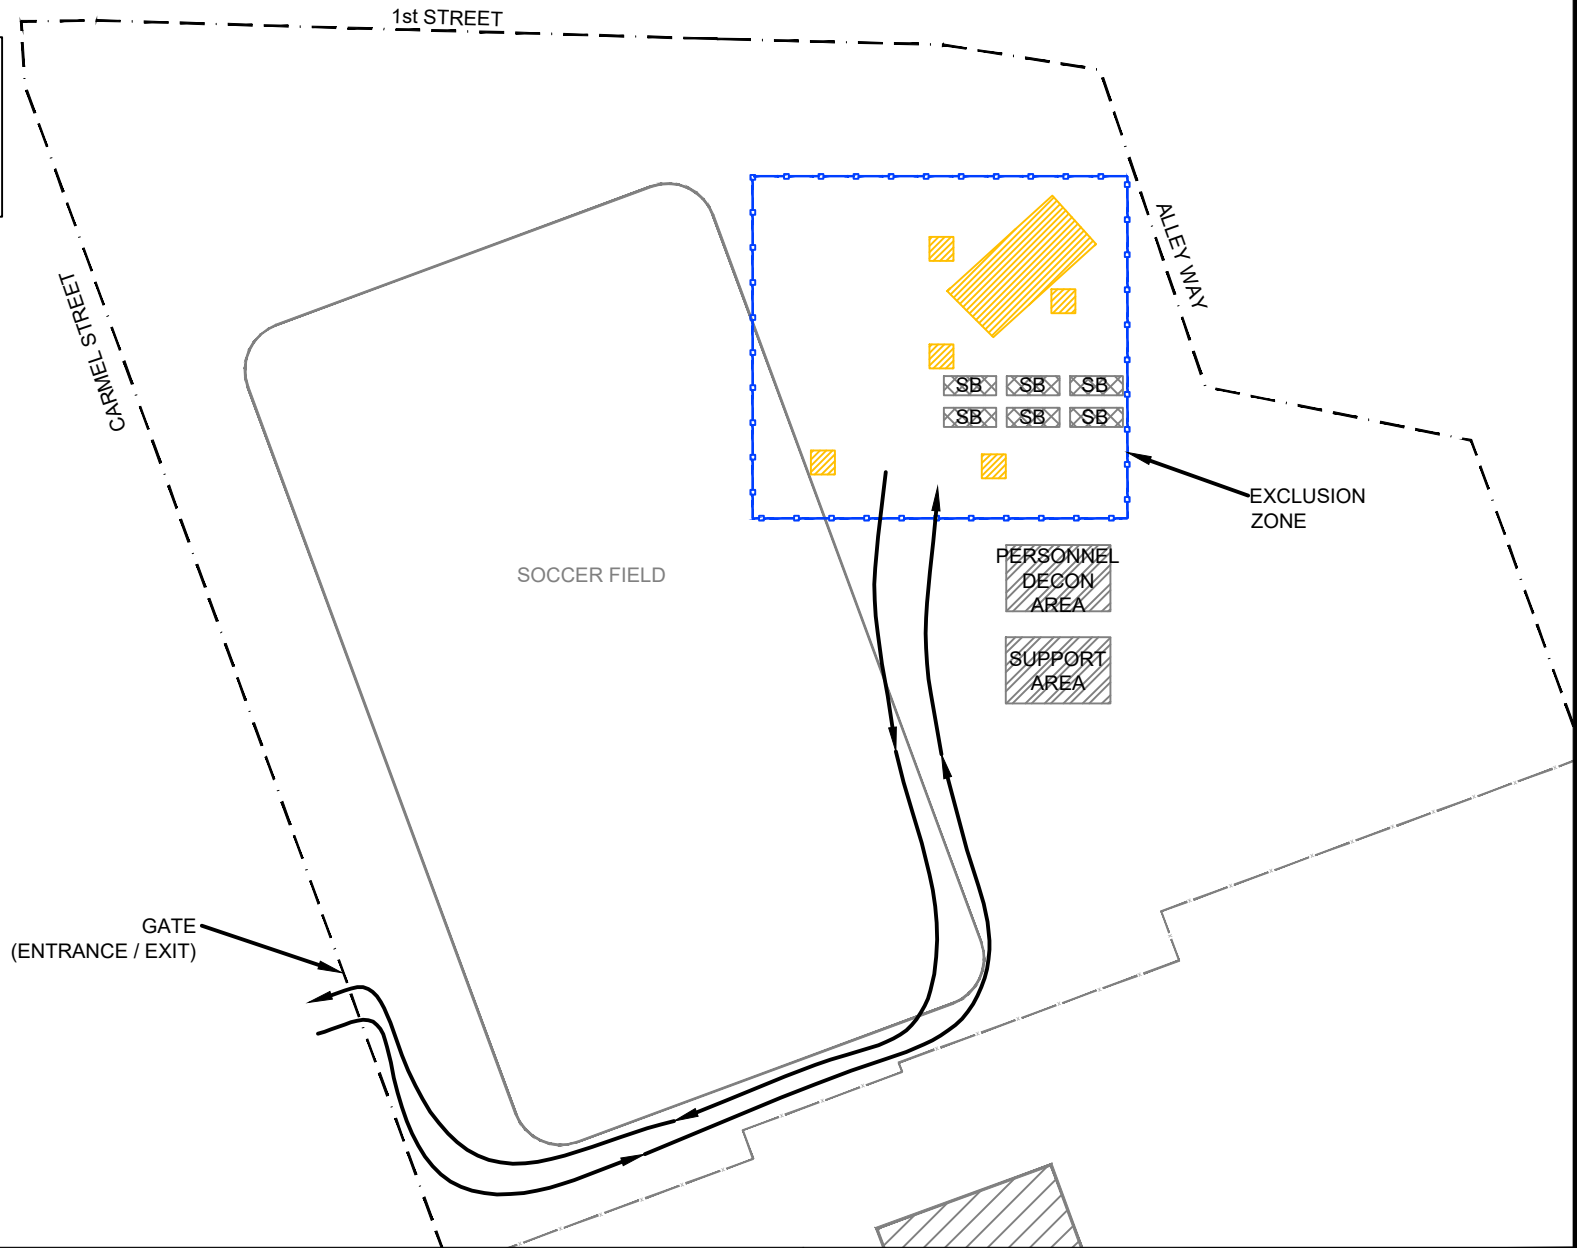 1st STREET
CARMEL STREET
ALLEY WAY
SB SB SB
SB SB SB
EXCLUSION
ZONE
PERSONNEL
DECON
AREA
SOCCER FIELD
SUPPORT
AREA
GATE
(ENTRANCE / EXIT)